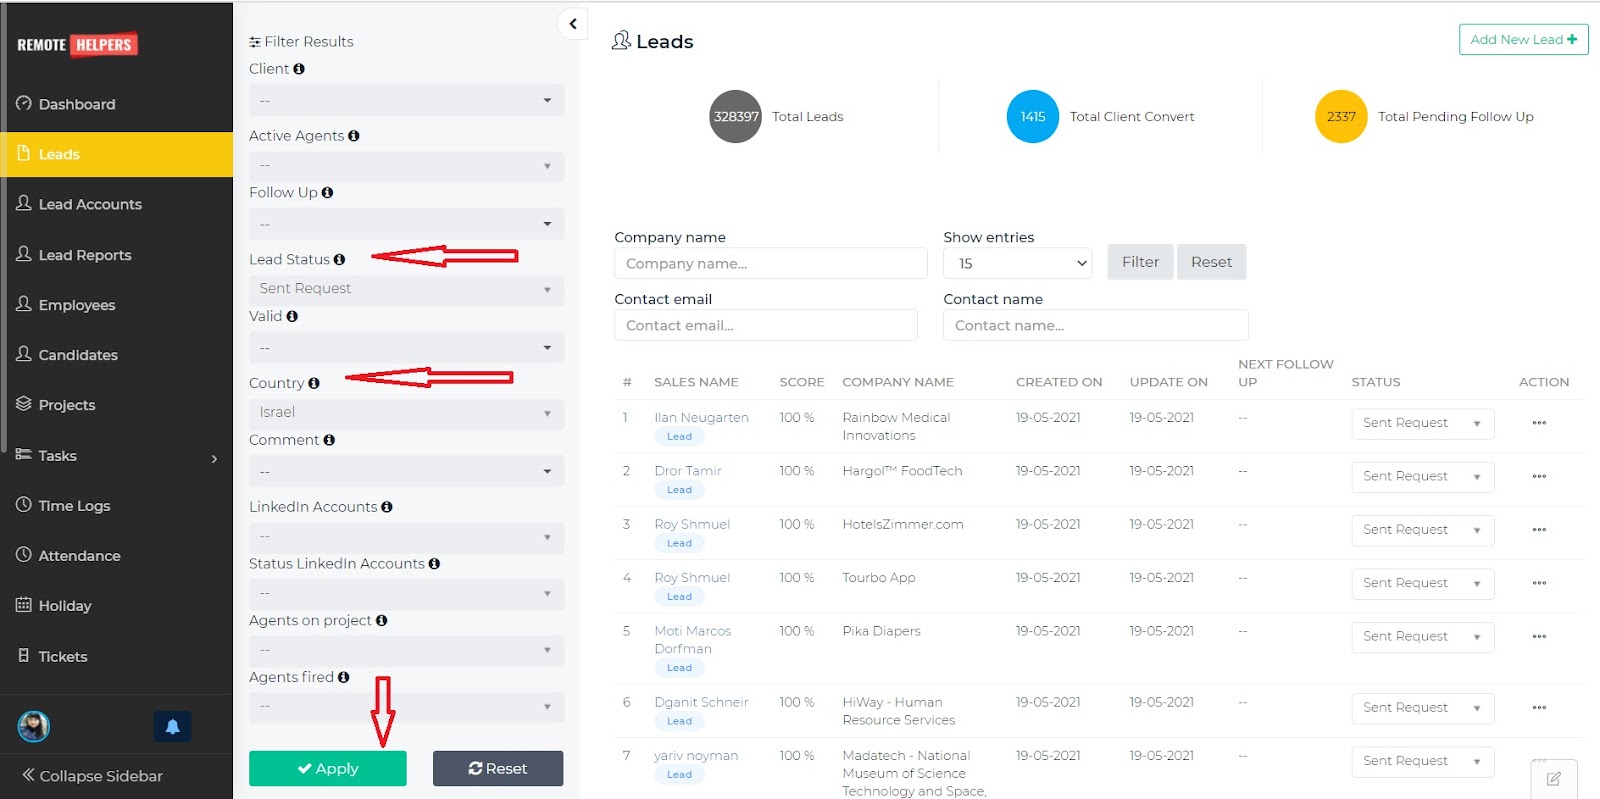 REMOTE HELPERS
Dashboard
Leads
Lead Accounts
Lead Reports
Employees
Candidates
Projects
Tasks
Time Logs
Attendance
Holiday
Tickets
Collapse Sidebar
Filter Results
Client
--
Active Agents
--
Follow Up
--
Lead Status
Sent Request
Valid
--
Country
Israel
Comment
--
LinkedIn Accounts
--
Status LinkedIn Accounts
--
Agents on project
--
Agents fired
--
Apply
Reset
Leads
Add New Lead +
328397 Total Leads
1415 Total Client Convert
2337 Total Pending Follow Up
Company name
Show entries
Company name...
15
Filter
Reset
Contact email
Contact name
Contact email...
Contact name...
# SALES NAME SCORE COMPANY NAME CREATED ON UPDATE ON NEXT FOLLOW UP STATUS ACTION
1 Ilan Neugarten 100 % Rainbow Medical 19-05-2021 19-05-2021 -- Sent Request
Lead Innovations
2 Dror Tamir 100 % Hargol™ FoodTech 19-05-2021 19-05-2021 -- Sent Request
Lead
3 Roy Shmuel 100 % HotelsZimmer.com 19-05-2021 19-05-2021 -- Sent Request
Lead
4 Roy Shmuel 100 % Tourbo App 19-05-2021 19-05-2021 -- Sent Request
Lead
5 Moti Marcos 100 % Pika Diapers 19-05-2021 19-05-2021 -- Sent Request
Dorfman
Lead
6 Dganit Schneir 100 % HiWay - Human 19-05-2021 19-05-2021 -- Sent Request
Lead Resource Services
7 yariv noyman 100 % Madatech - National 19-05-2021 19-05-2021 -- Sent Request
Lead Museum of Science
Technology and Space,